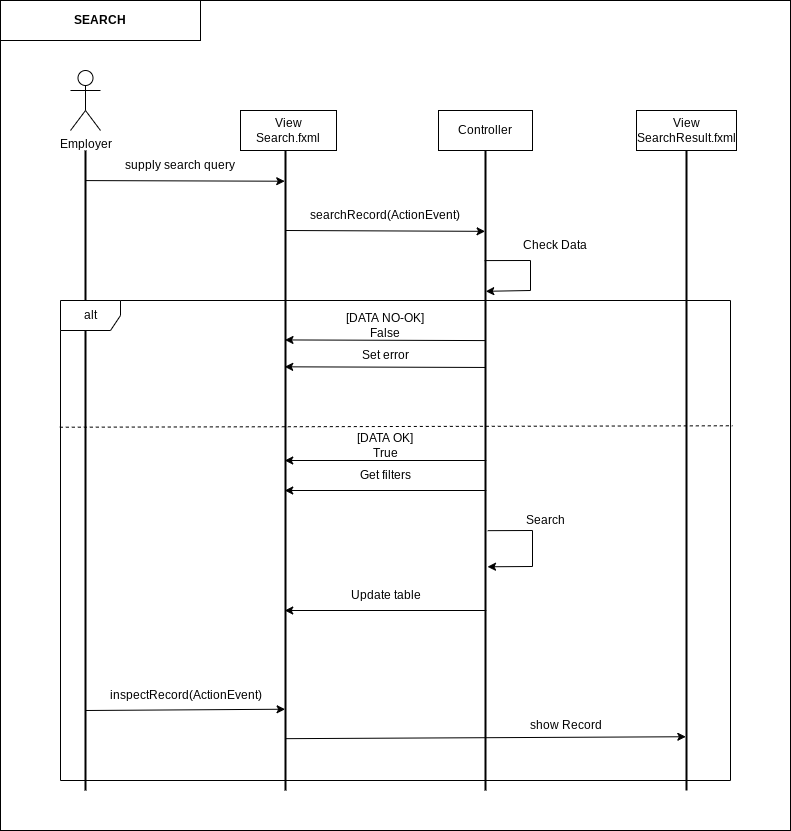 SEARCH
Employer
View
Search.fxml
Controller
View
SearchResult.fxml
supply search query
searchRecord(ActionEvent)
Check Data
alt
[DATA NO-OK]
False
Set error
[DATA OK]
True
Get filters
Search
Update table
inspectRecord(ActionEvent)
show Record